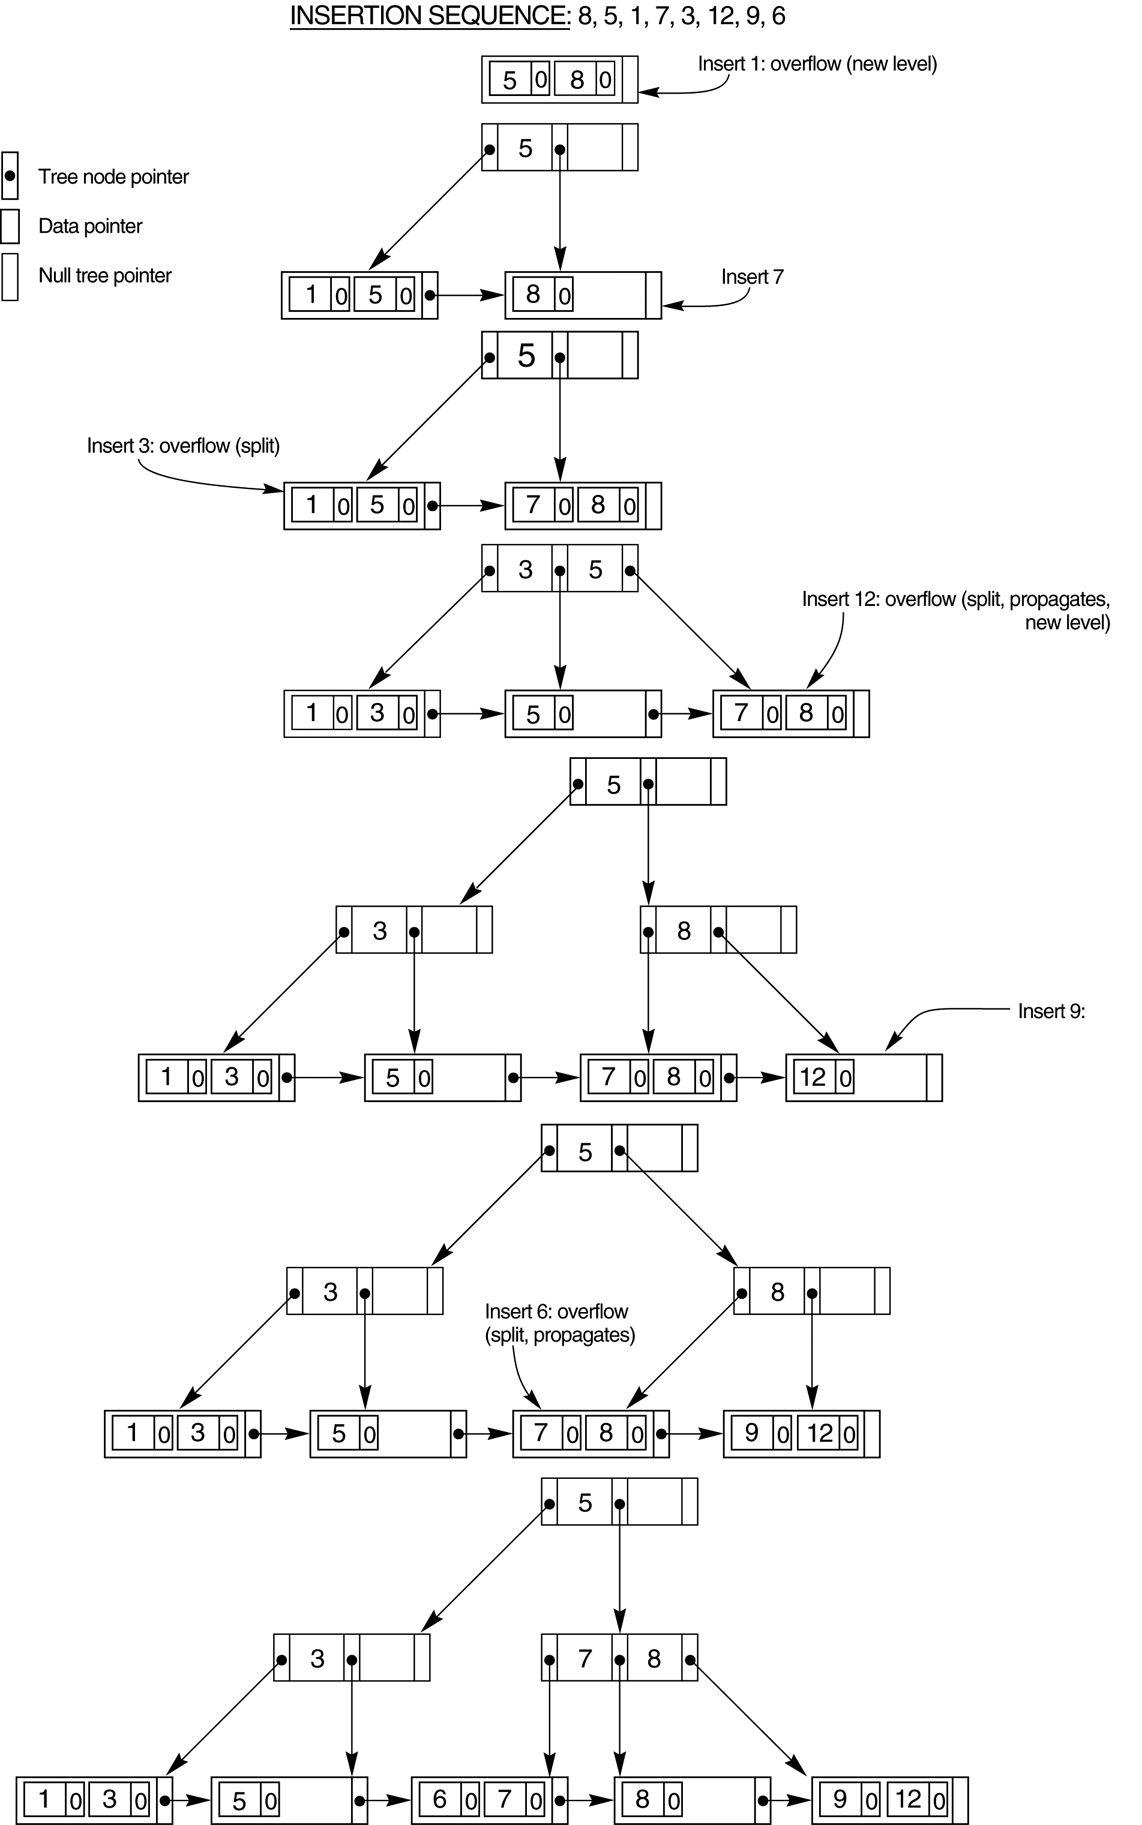 INSERTION SEQUENCE: 8, 5, 1, 7, 3, 12, 9, 6
Insert 1: overflow (new level)
5 0 8 0
5
Tree node pointer
Data pointer
Null tree pointer
1 0 5 0 8 0
Insert 7
5
Insert 3: overflow (split)
1 0 5 0 7 0 8 0
3 5
Insert 12: overflow (split, propagates,
new level)
1 0 3 0 5 0 7 0 8 0
5
3 8
Insert 9:
1 0 3 0 5 0 7 0 8 0 12 0
5
3 8
Insert 6: overflow
(split, propagates)
1 0 3 0 5 0 7 0 8 0 9 0 12 0
5
3 7 8
1 0 3 0 5 0 6 0 7 0 8 0 9 0 12 0